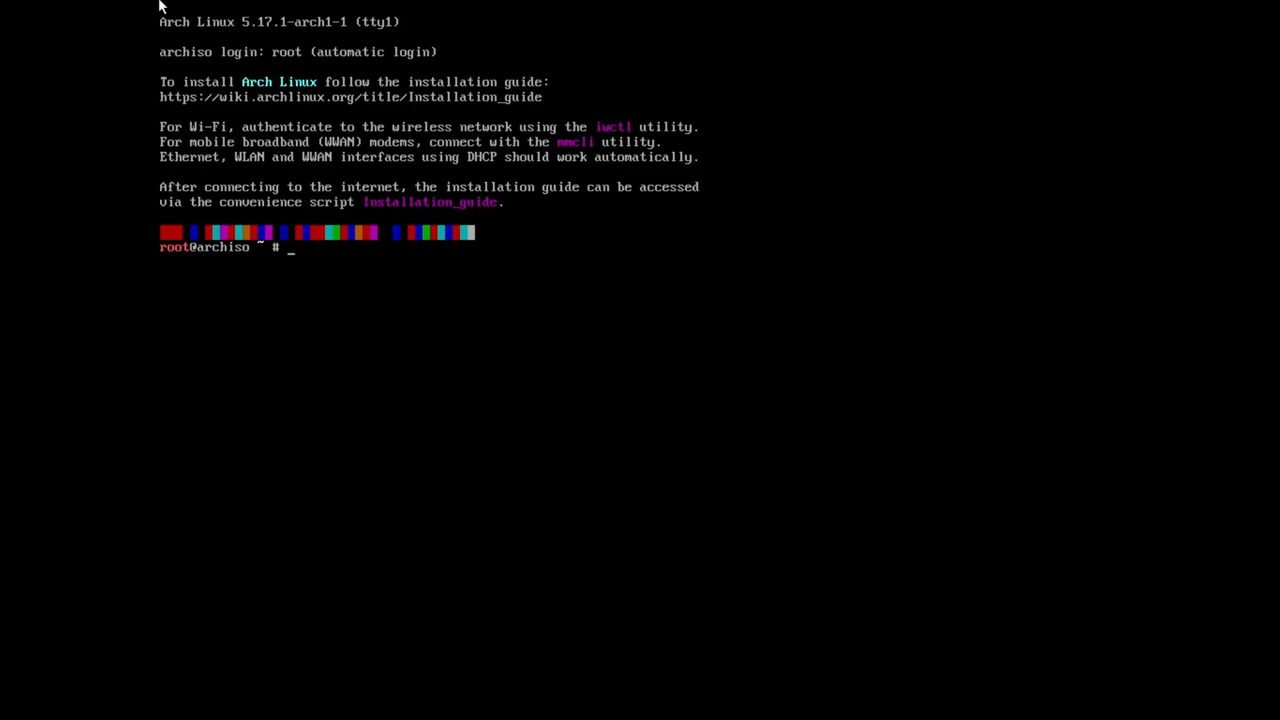 Arch Linux 5.17.1-arch1-1 (tty1)
archiso login: root (automatic login)
To install Arch Linux follow the installation guide:
https://wiki.archlinux.org/title/Installation_guide
For Wi-Fi, authenticate to the wireless network using the iwctl utility.
For mobile broadband (WWAN) modems, connect with the mmcli utility.
Ethernet, WLAN and WWAN interfaces using DHCP should work automatically.
After connecting to the internet, the installation guide can be accessed
via the convenience script Installation_guide.
root@archiso ~ # _